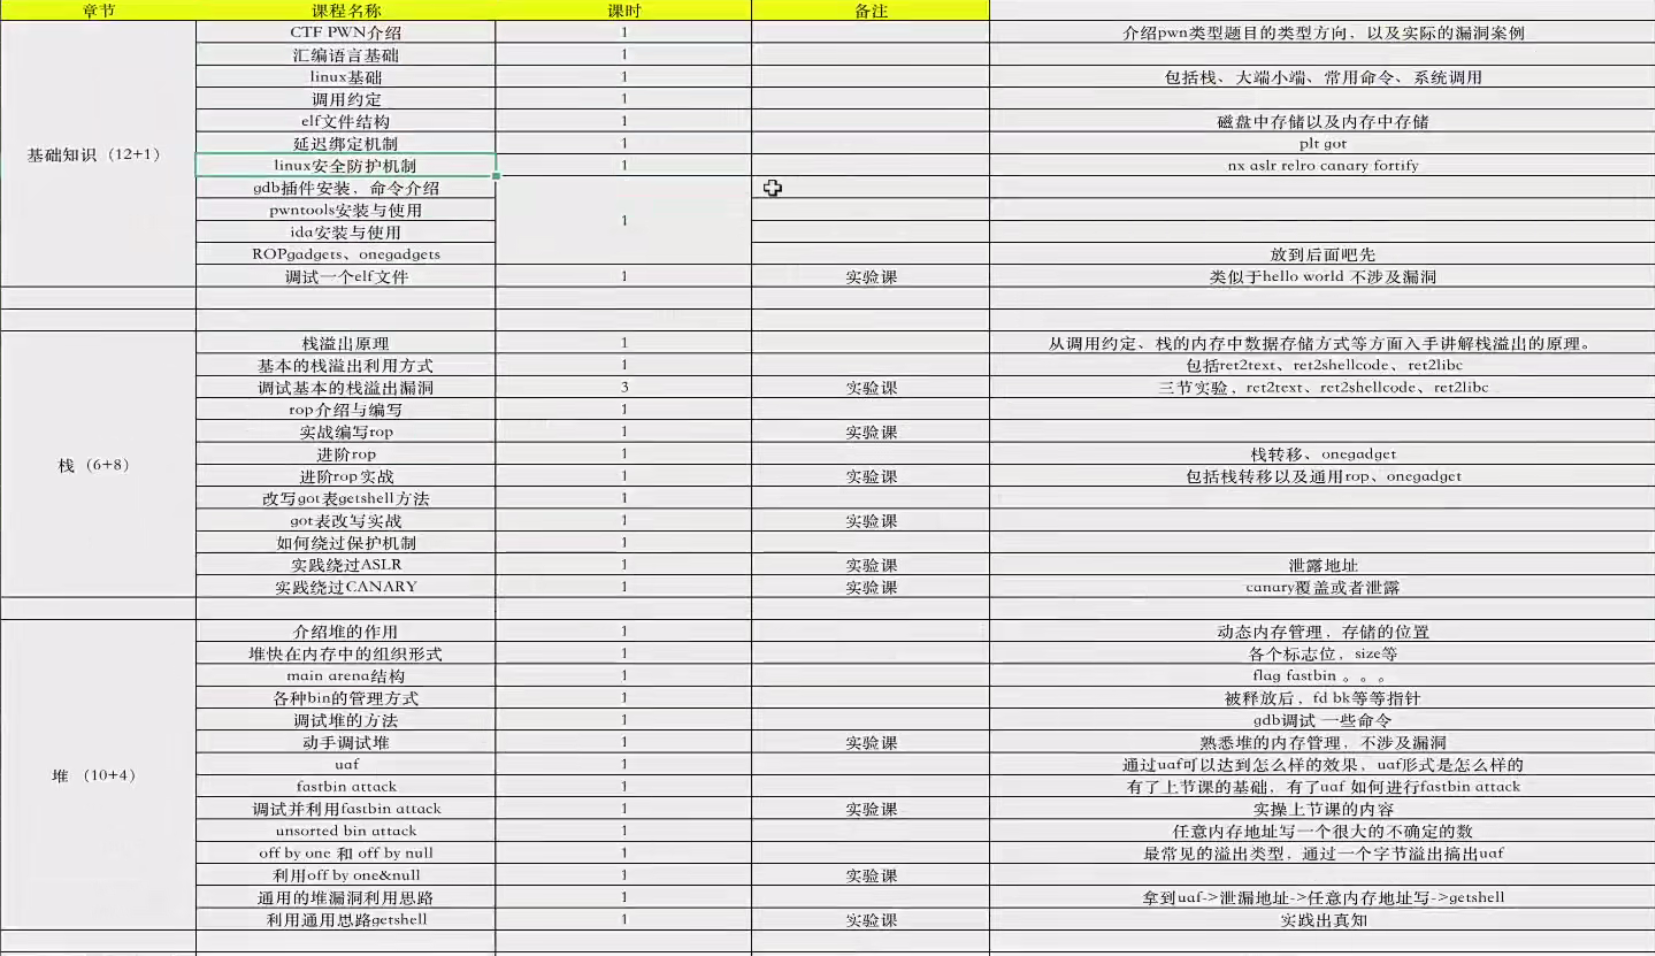 章节 课程名称 课时 备注
CTF PWN介绍 1 介绍pwn类型题目的类型方向，以及实际的漏洞案例
汇编语言基础 1
linux基础 1 包括栈、大端小端、常用命令、系统调用
调用约定 1
elf文件结构 1 磁盘中存储以及内存中存储
延迟绑定机制 1 plt got
基础知识（12+1） linux安全防护机制 1 nx aslr relro canary fortify
gdb插件安装，命令介绍
pwntools安装与使用 1
ida安装与使用
ROPgadgets、onegadgets 放到后面吧先
调试一个elf文件 1 实验课 类似于hello world 不涉及漏洞
栈溢出原理 1 从调用约定、栈的内存中数据存储方式等方面入手讲解栈溢出的原理。
基本的栈溢出利用方式 1 包括ret2text、ret2shellcode、ret2libc
调试基本的栈溢出漏洞 3 实验课 三节实验，ret2text、ret2shellcode、ret2libc
rop介绍与编写 1
实战编写rop 1 实验课
进阶rop 1 栈转移、onegadget
栈（6+8） 进阶rop实战 1 实验课 包括栈转移以及通用rop、onegadget
改写got表getshell方法 1
got表改写实战 1 实验课
如何绕过保护机制 1
实践绕过ASLR 1 实验课 泄露地址
实践绕过CANARY 1 实验课 canary覆盖或者泄露
介绍堆的作用 1 动态内存管理，存储的位置
堆快在内存中的组织形式 1 各个标志位，size等
main arena结构 1 flag fastbin 。。。
各种bin的管理方式 1 被释放后，fd bk等等指针
调试堆的方法 1 gdb调试 一些命令
动手调试堆 1 实验课 熟悉堆的内存管理，不涉及漏洞
uaf 1 通过uaf可以达到怎么样的效果，uaf形式是怎么样的
堆（10+4） fastbin attack 1 有了上节课的基础，有了uaf 如何进行fastbin attack
调试并利用fastbin attack 1 实验课 实操上节课的内容
unsorted bin attack 1 任意内存地址写一个很大的不确定的数
off by one 和 off by null 1 最常见的溢出类型，通过一个字节溢出搞出uaf
利用off by one&null 1 实验课
通用的堆漏洞利用思路 1 拿到uaf->泄漏地址->任意内存地址写->getshell
利用通用思路getshell 1 实验课 实践出真知